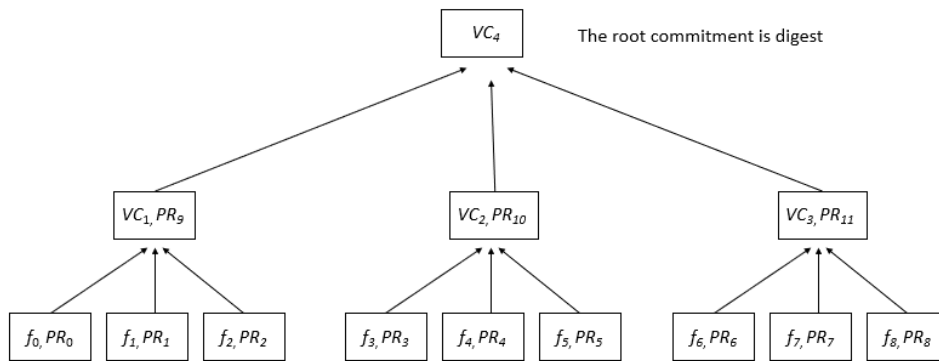 VC₄
The root commitment is digest
VC₁, PR₉
VC₂, PR₁₀
VC₃, PR₁₁
f₀, PR₀
f₁, PR₁
f₂, PR₂
f₃, PR₃
f₄, PR₄
f₅, PR₅
f₆, PR₆
f₇, PR₇
f₈, PR₈